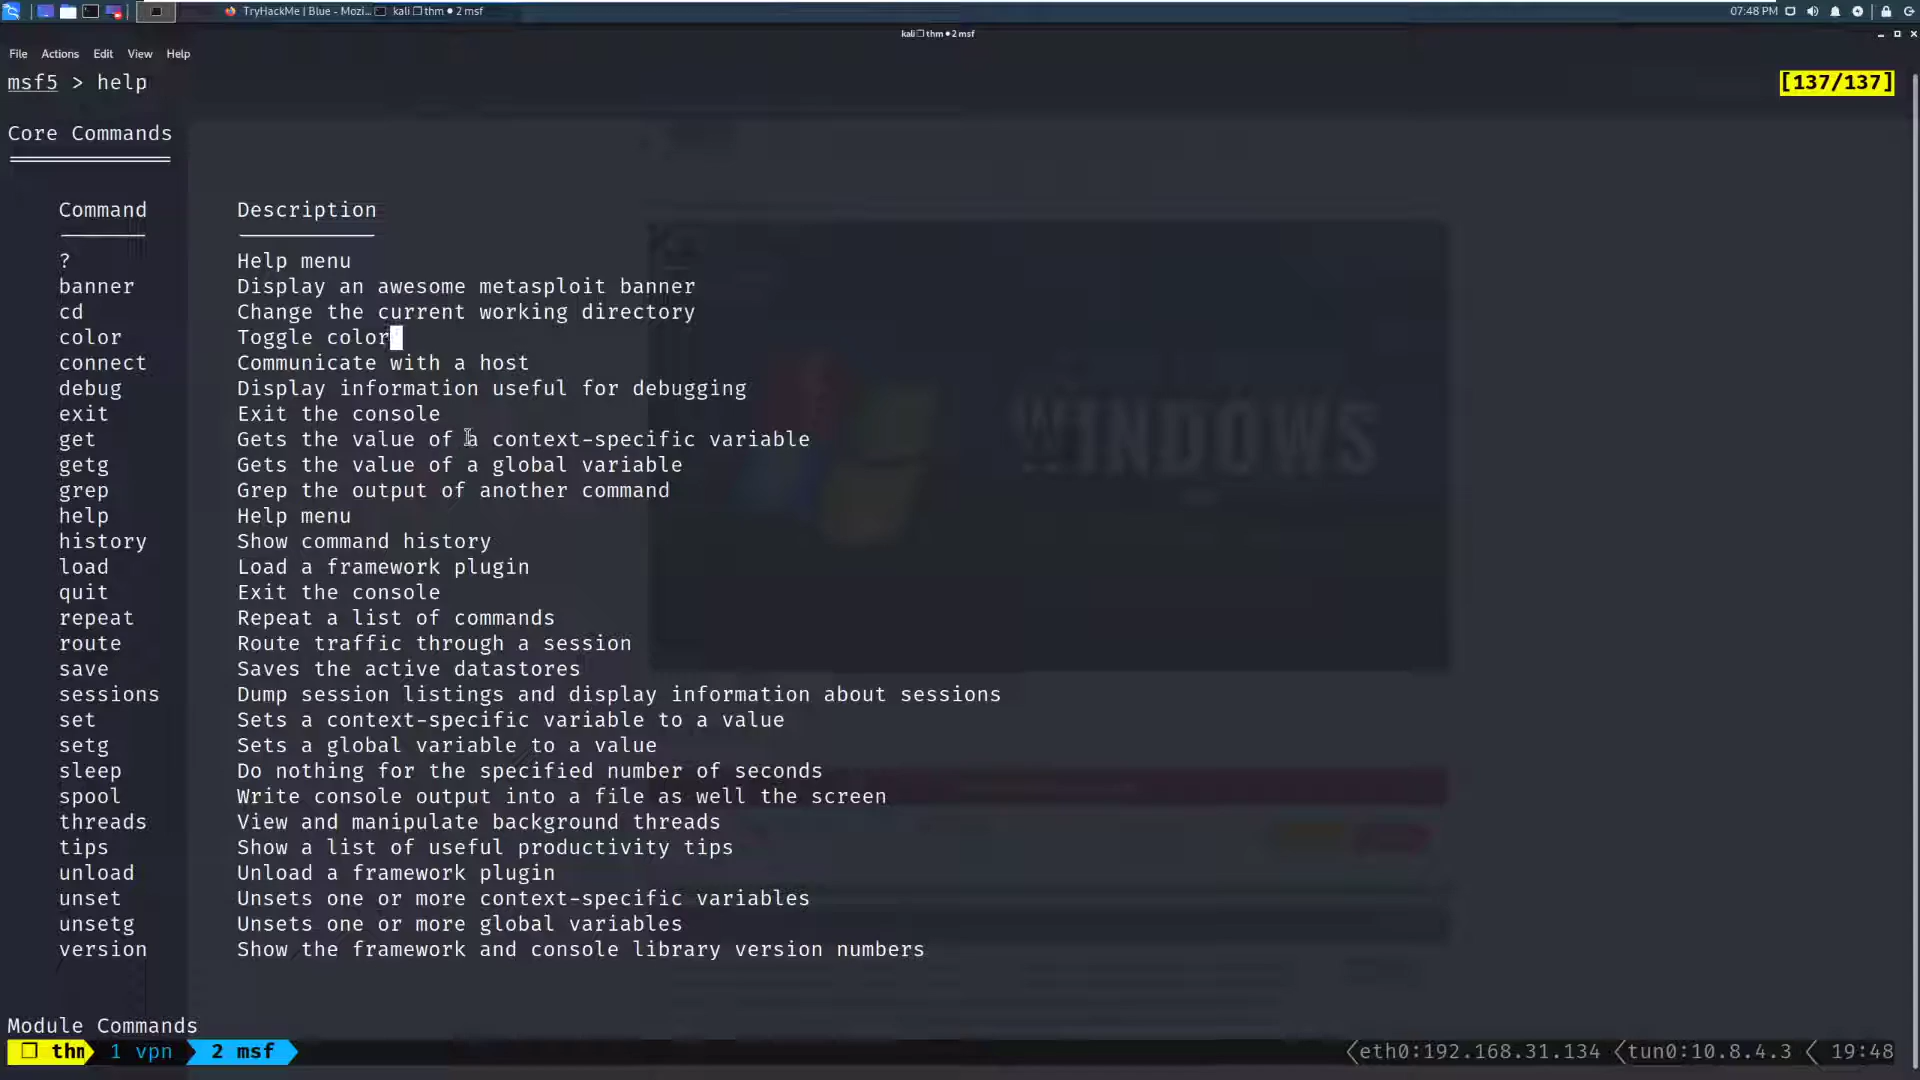 TryHackMe | Blue - Mozi...
kali ❐ thm ● 2 msf
07:48 PM
kali ❐ thm ● 2 msf
File Actions Edit View Help
msf5 > help
[137/137]
Core Commands
Command Description
? Help menu
banner Display an awesome metasploit banner
cd Change the current working directory
color Toggle color
connect Communicate with a host
debug Display information useful for debugging
exit Exit the console
get Gets the value of a context-specific variable
getg Gets the value of a global variable
grep Grep the output of another command
help Help menu
history Show command history
load Load a framework plugin
quit Exit the console
repeat Repeat a list of commands
route Route traffic through a session
save Saves the active datastores
sessions Dump session listings and display information about sessions
set Sets a context-specific variable to a value
setg Sets a global variable to a value
sleep Do nothing for the specified number of seconds
spool Write console output into a file as well the screen
threads View and manipulate background threads
tips Show a list of useful productivity tips
unload Unload a framework plugin
unset Unsets one or more context-specific variables
unsetg Unsets one or more global variables
version Show the framework and console library version numbers
WINDOWS
Module Commands
❐ thm 1 vpn 2 msf
eth0:192.168.31.134 tun0:10.8.4.3 19:48